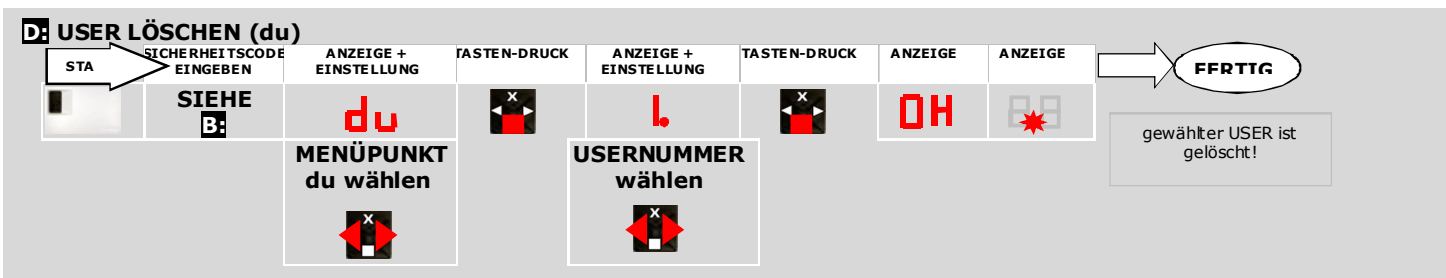 D: USER LÖSCHEN (du)
STA
SICHERHEITSCODE
EINGEBEN
ANZEIGE +
EINSTELLUNG
TASTEN-DRUCK
ANZEIGE +
EINSTELLUNG
TASTEN-DRUCK
ANZEIGE
ANZEIGE
FERTIG
SIEHE
B:
du
X
1.
X
OH
gewählter USER ist
gelöscht!
MENÜPUNKT
du wählen
X
USERNUMMER
wählen
X